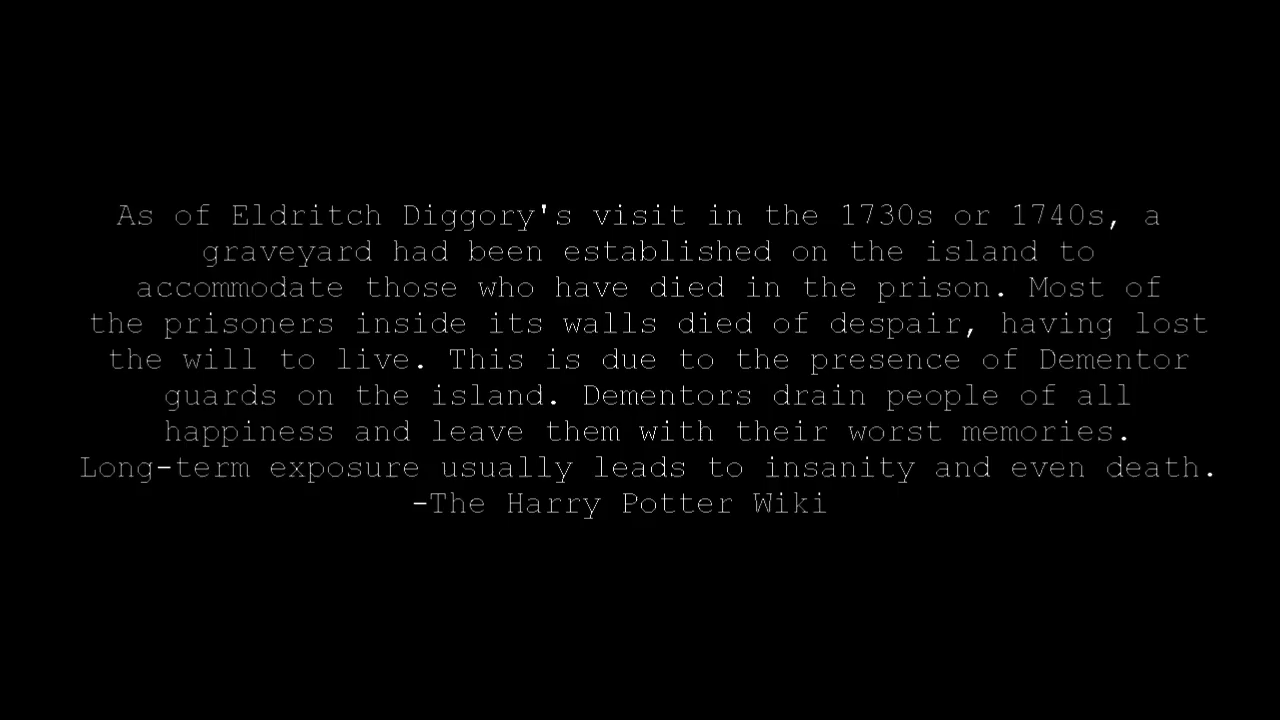 As of Eldritch Diggory's visit in the 1730s or 1740s, a
graveyard had been established on the island to
accommodate those who have died in the prison. Most of
the prisoners inside its walls died of despair, having lost
the will to live. This is due to the presence of Dementor
guards on the island. Dementors drain people of all
happiness and leave them with their worst memories.
Long-term exposure usually leads to insanity and even death.
-The Harry Potter Wiki